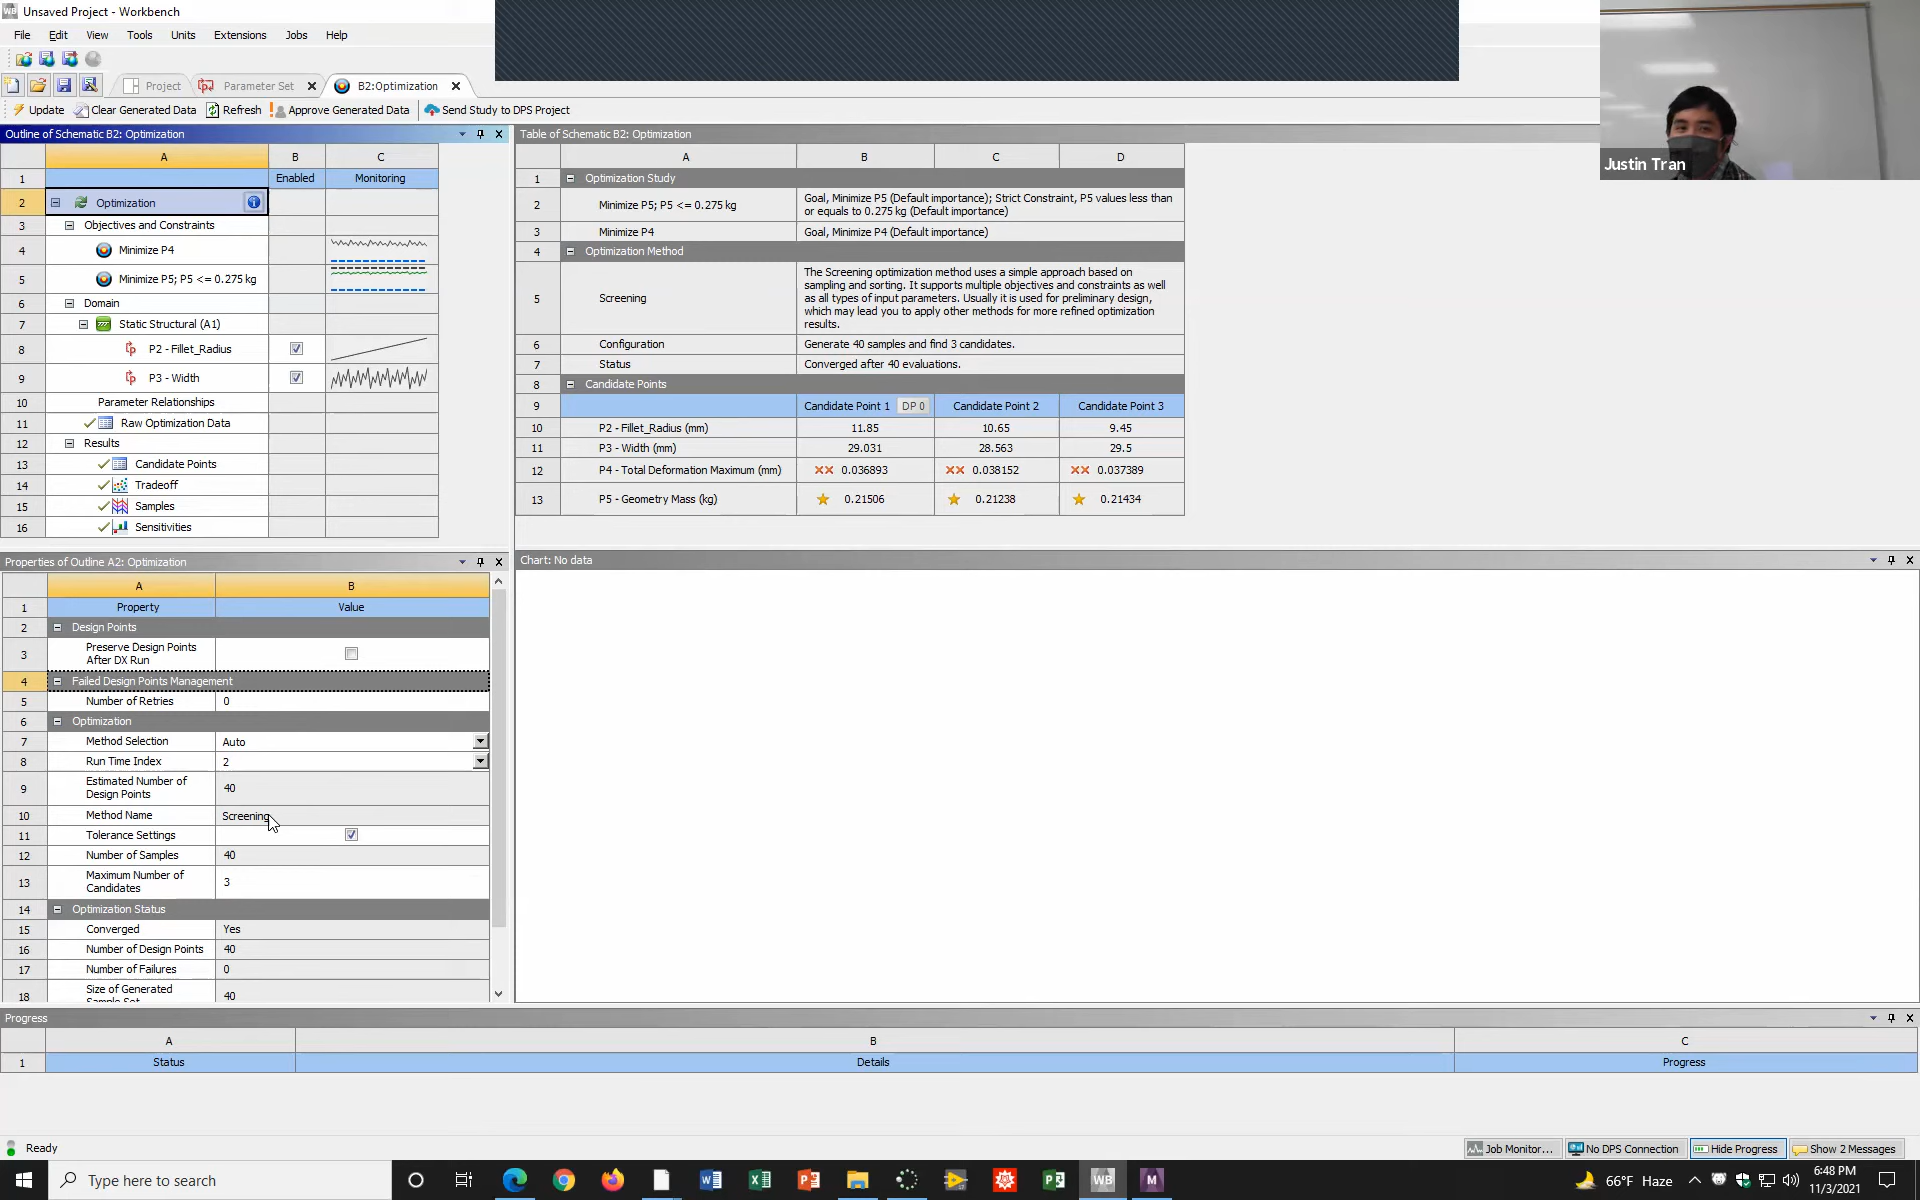 Unsaved Project - Workbench
File Edit View Tools Units Extensions Jobs Help
Project Parameter Set B2:Optimization
Update Clear Generated Data Refresh Approve Generated Data Send Study to DPS Project
Justin Tran
Outline of Schematic B2: Optimization
A B C
1 Enabled Monitoring
2 Optimization
3 Objectives and Constraints
4 Minimize P4
5 Minimize P5; P5 <= 0.275 kg
6 Domain
7 Static Structural (A1)
8 P2 - Fillet_Radius
9 P3 - Width
10 Parameter Relationships
11 Raw Optimization Data
12 Results
13 Candidate Points
14 Tradeoff
15 Samples
16 Sensitivities
Table of Schematic B2: Optimization
A B C D
1 Optimization Study
2 Minimize P5; P5 <= 0.275 kg Goal, Minimize P5 (Default importance); Strict Constraint, P5 values less than
or equals to 0.275 kg (Default importance)
3 Minimize P4 Goal, Minimize P4 (Default importance)
4 Optimization Method
5 Screening The Screening optimization method uses a simple approach based on
sampling and sorting. It supports multiple objectives and constraints as well
as all types of input parameters. Usually it is used for preliminary design,
which may lead you to apply other methods for more refined optimization
results.
6 Configuration Generate 40 samples and find 3 candidates.
7 Status Converged after 40 evaluations.
8 Candidate Points
9 Candidate Point 1 DP 0 Candidate Point 2 Candidate Point 3
10 P2 - Fillet_Radius (mm) 11.85 10.65 9.45
11 P3 - Width (mm) 29.031 28.563 29.5
12 P4 - Total Deformation Maximum (mm) 0.036893 0.038152 0.037389
13 P5 - Geometry Mass (kg) 0.21506 0.21238 0.21434
Properties of Outline A2: Optimization
A B
1 Property Value
2 Design Points
3 Preserve Design Points
After DX Run
4 Failed Design Points Management
5 Number of Retries 0
6 Optimization
7 Method Selection Auto
8 Run Time Index 2
9 Estimated Number of
Design Points 40
10 Method Name Screening
11 Tolerance Settings
12 Number of Samples 40
13 Maximum Number of
Candidates 3
14 Optimization Status
15 Converged Yes
16 Number of Design Points 40
17 Number of Failures 0
18 Size of Generated
Sample Set 40
Chart: No data
Progress
A B C
1 Status Details Progress
Ready
Job Monitor... No DPS Connection Hide Progress Show 2 Messages
Type here to search
66°F Haze
6:48 PM
11/3/2021